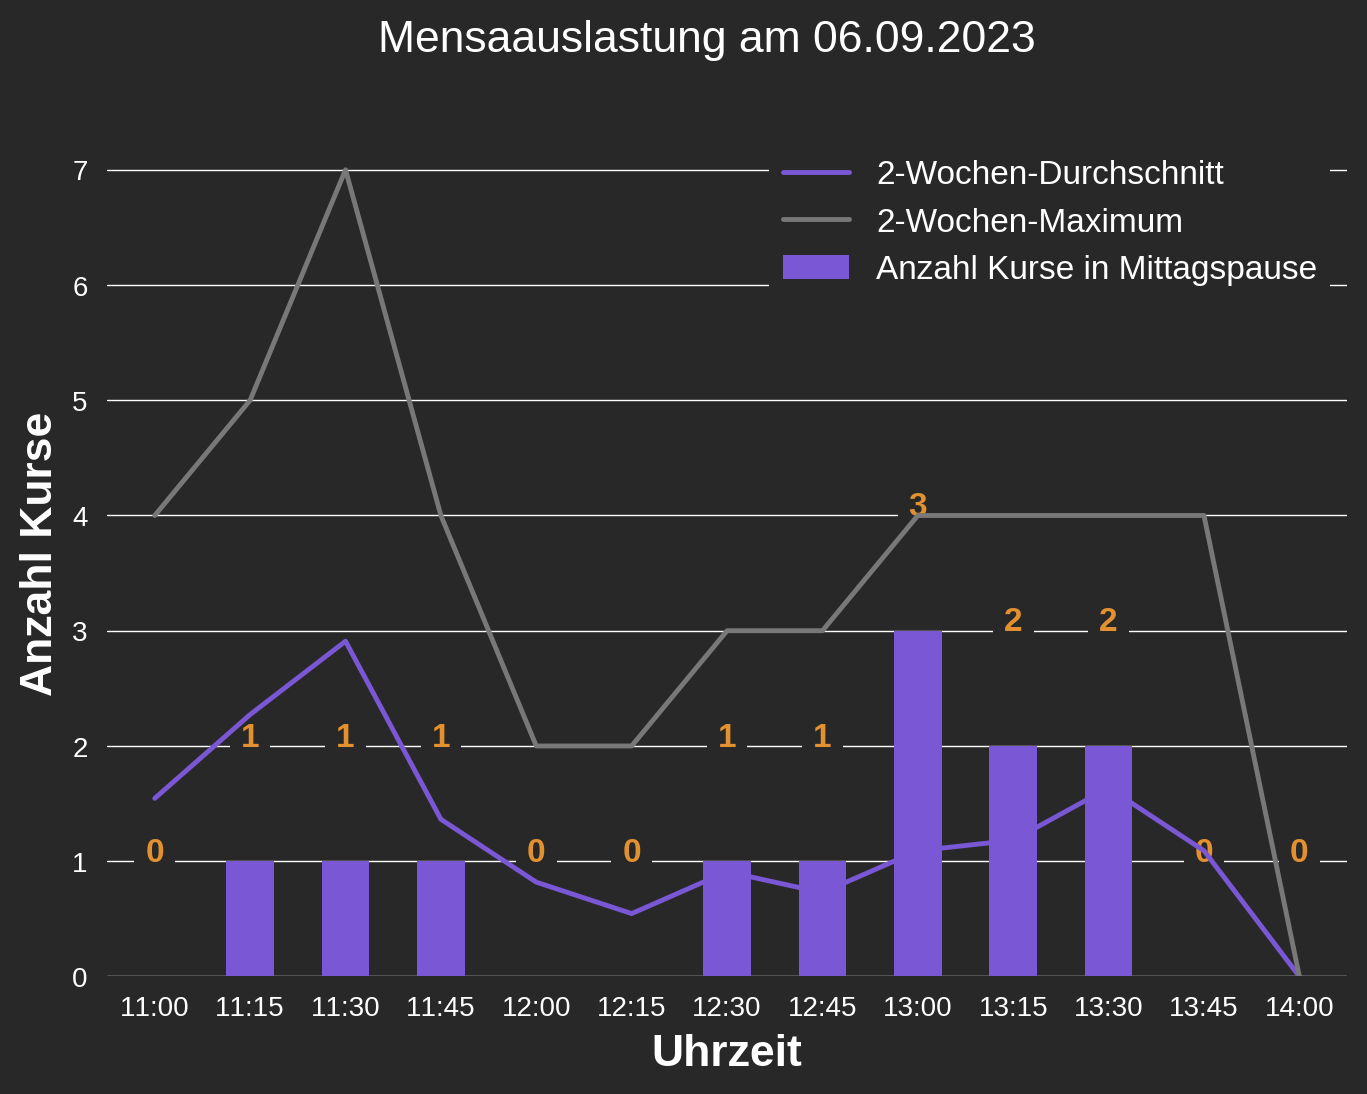 Mensaauslastung am 06.09.2023
2-Wochen-Durchschnitt
2-Wochen-Maximum
Anzahl Kurse in Mittagspause
Anzahl Kurse
7
6
5
4
3
2
1
0
3
2 2
1 1 1 1 1
0 0 0 0 0
11:00 11:15 11:30 11:45 12:00 12:15 12:30 12:45 13:00 13:15 13:30 13:45 14:00
Uhrzeit